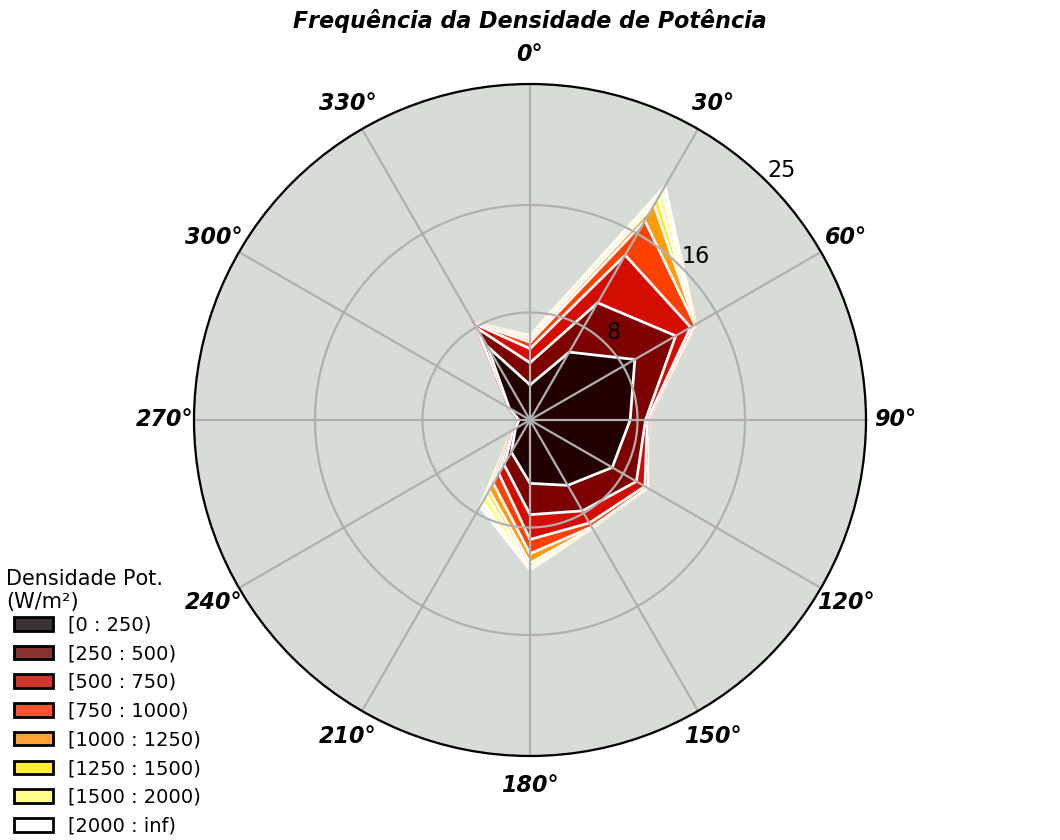 Frequência da Densidade de Potência
0°
330°
30°
25
300°
60°
16
8
270°
90°
240°
120°
210°
150°
180°
Densidade Pot.
(W/m²)
[0 : 250)
[250 : 500)
[500 : 750)
[750 : 1000)
[1000 : 1250)
[1250 : 1500)
[1500 : 2000)
[2000 : inf)